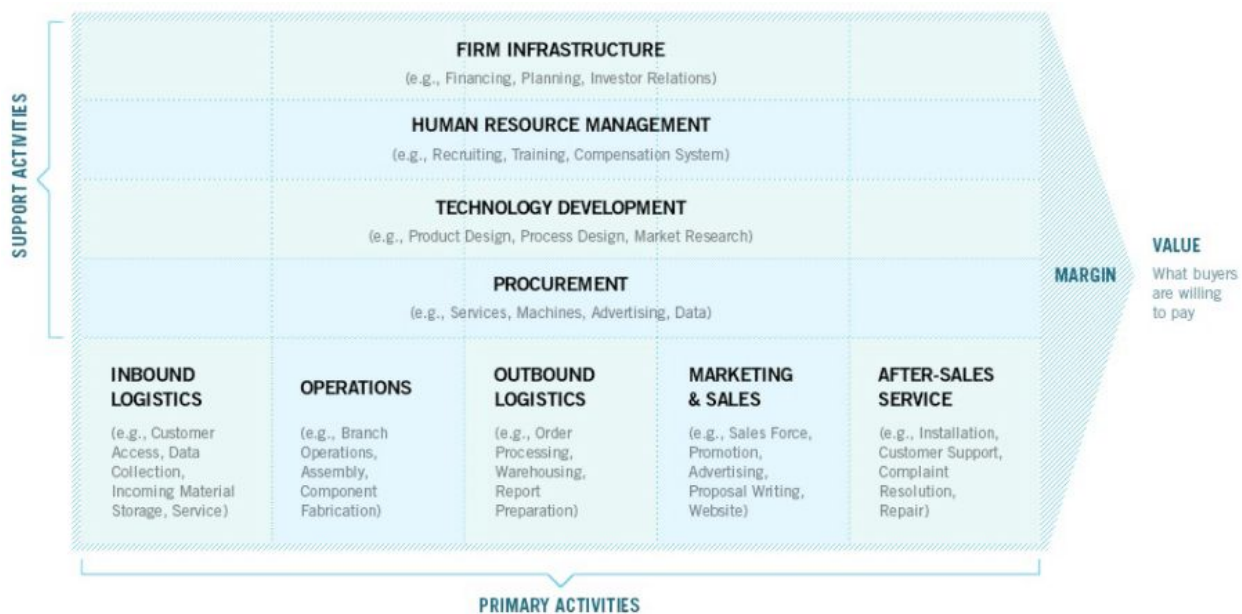 SUPPORT ACTIVITIES
FIRM INFRASTRUCTURE
(e.g., Financing, Planning, Investor Relations)
HUMAN RESOURCE MANAGEMENT
(e.g., Recruiting, Training, Compensation System)
TECHNOLOGY DEVELOPMENT
(e.g., Product Design, Process Design, Market Research)
PROCUREMENT
(e.g., Services, Machines, Advertising, Data)
INBOUND
LOGISTICS
(e.g., Customer
Access, Data
Collection,
Incoming Material
Storage, Service)
OPERATIONS
(e.g., Branch
Operations,
Assembly,
Component
Fabrication)
OUTBOUND
LOGISTICS
(e.g., Order
Processing,
Warehousing,
Report
Preparation)
MARKETING
& SALES
(e.g., Sales Force,
Promotion,
Advertising,
Proposal Writing,
Website)
AFTER-SALES
SERVICE
(e.g., Installation,
Customer Support,
Complaint
Resolution,
Repair)
MARGIN
VALUE
What buyers
are willing
to pay
PRIMARY ACTIVITIES